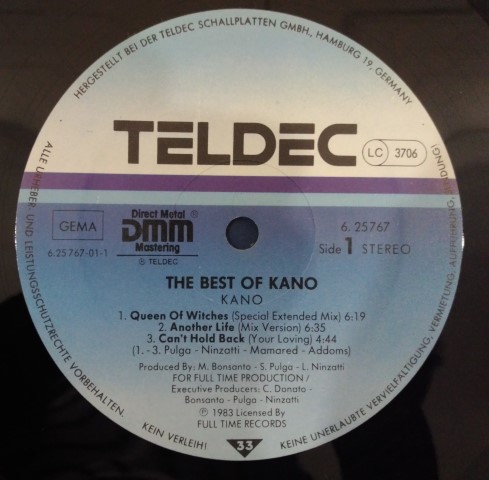 HERGESTELLT BEI DER TELDEC SCHALLPLATTEN GMBH., HAMBURG 19, GERMANY
TELDEC
LC 3706
GEMA
6.25767-01-1
Direct Metal ®
DMM
Mastering
℗ TELDEC
6.25767
Side 1 STEREO
THE BEST OF KANO
KANO
1. Queen Of Witches (Special Extended Mix) 6:19
2. Another Life (Mix Version) 6:35
3. Can't Hold Back (Your Loving) 4:44
(1.-3. Pulga - Ninzatti - Mamared - Addoms)
Produced By: M. Bonsanto - S. Pulga - L. Ninzatti
FOR FULL TIME PRODUCTION /
Executive Producers: C. Donato -
Bonsanto - Pulga - Ninzatti
℗ 1983 Licensed By
FULL TIME RECORDS
33
ALLE URHEBER- UND LEISTUNGSSCHUTZRECHTE VORBEHALTEN.
KEIN VERLEIH!
KEINE UNERLAUBTE VERVIELFÄLTIGUNG, VERMIETUNG, AUFFÜHRUNG, SENDUNG!